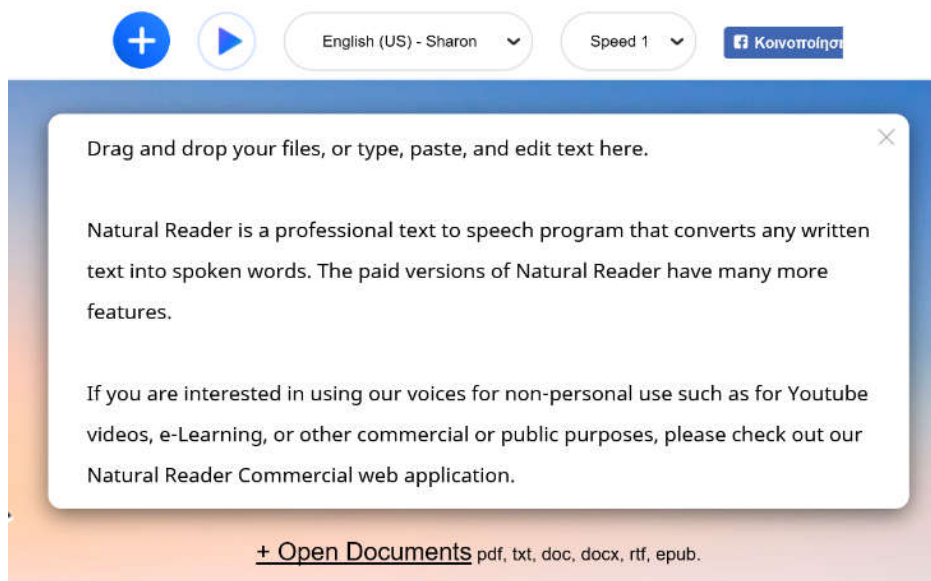 English (US) - Sharon
Speed 1
Drag and drop your files, or type, paste, and edit text here.
Natural Reader is a professional text to speech program that converts any written
text into spoken words. The paid versions of Natural Reader have many more
features.
If you are interested in using our voices for non-personal use such as for Youtube
videos, e-Learning, or other commercial or public purposes, please check out our
Natural Reader Commercial web application.
+ Open Documents pdf, txt, doc, docx, rtf, epub.